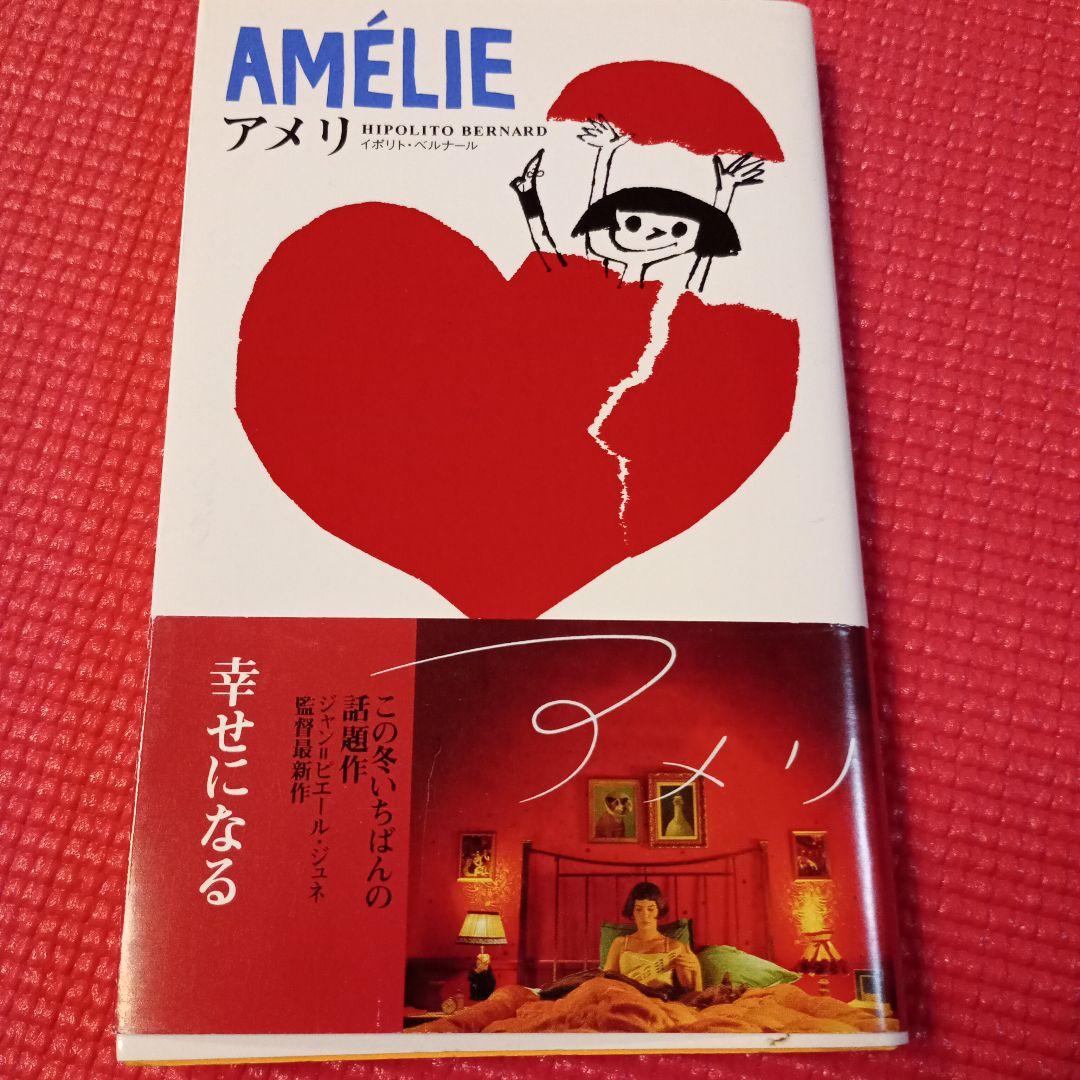 AMÉLIE
アメリ
HIPOLITO BERNARD
イポリト・ベルナール
アメリ
この冬いちばんの
話題作
ジャン=ピエール・ジュネ
監督最新作
幸せになる